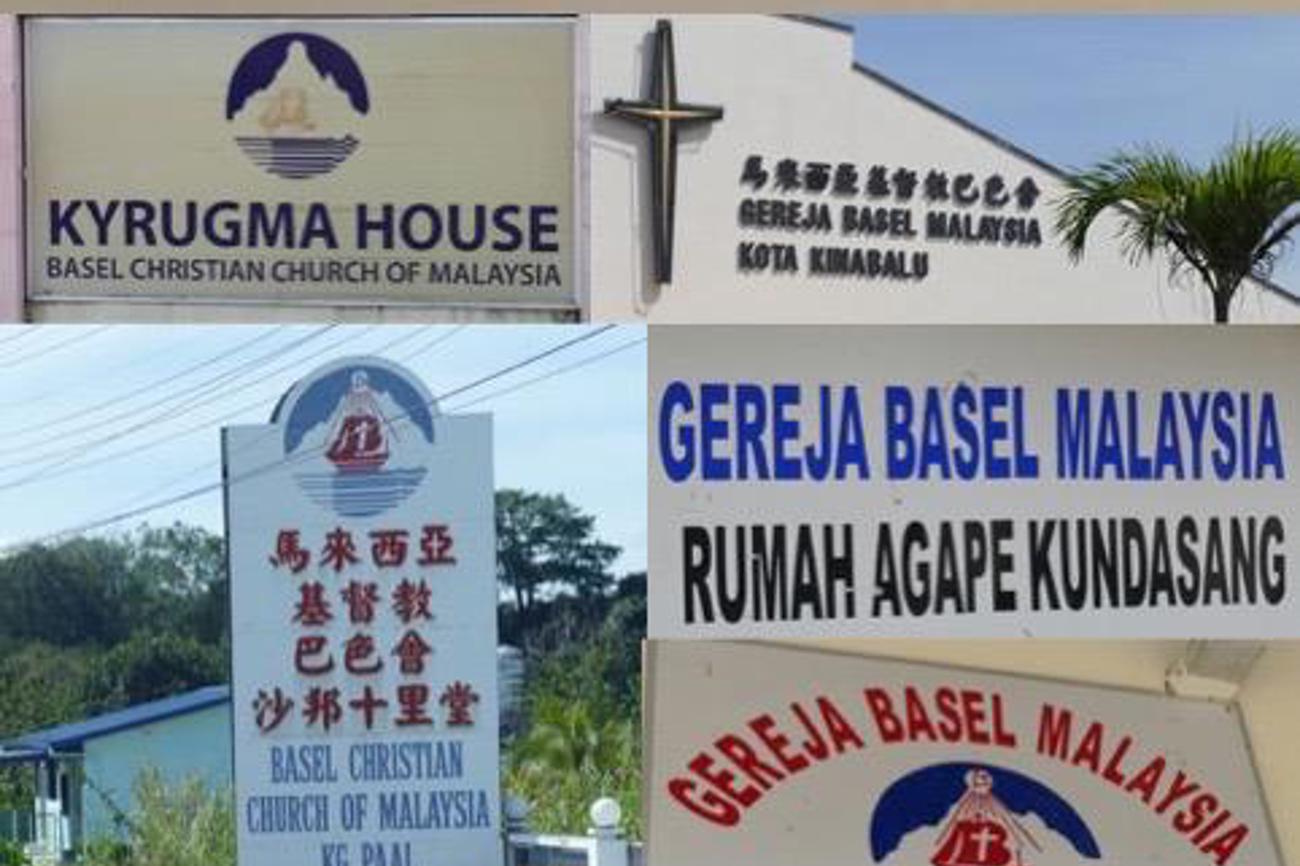 KYRUGMA HOUSE
BASEL CHRISTIAN CHURCH OF MALAYSIA
馬來西亞基督教巴色會
GEREJA BASEL MALAYSIA
KOTA KINABALU
馬來西亞
基督教
巴色會
沙邦十里堂
BASEL CHRISTIAN
CHURCH OF MALAYSIA
KG PAAL
GEREJA BASEL MALAYSIA
RUMAH AGAPE KUNDASANG
GEREJA BASEL MALAYSIA